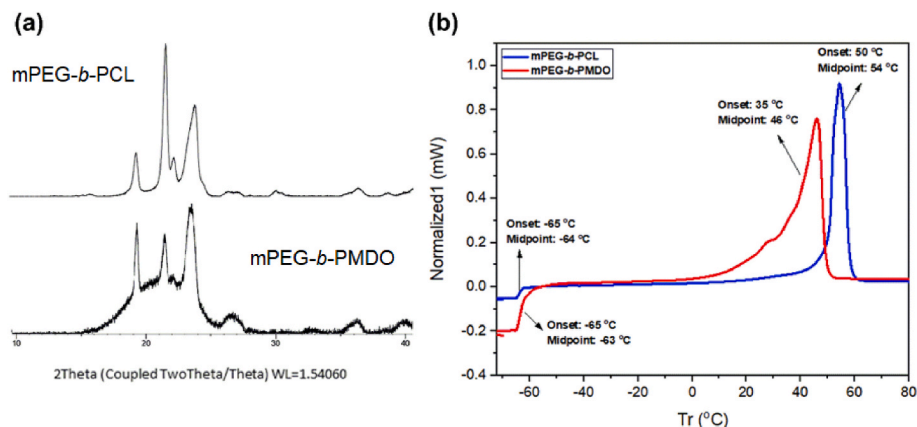 (a)
mPEG-b-PCL
mPEG-b-PMDO
10
20
30
40
2Theta (Coupled TwoTheta/Theta) WL=1.54060
(b)
mPEG-b-PCL
mPEG-b-PMDO
Onset: 50 °C
Midpoint: 54 °C
Onset: 35 °C
Midpoint: 46 °C
Onset: -65 °C
Midpoint: -64 °C
Onset: -65 °C
Midpoint: -63 °C
Normalized1 (mW)
1.0
0.8
0.6
0.4
0.2
0.0
-0.2
-0.4
-60
-40
-20
0
20
40
60
80
Tr (°C)